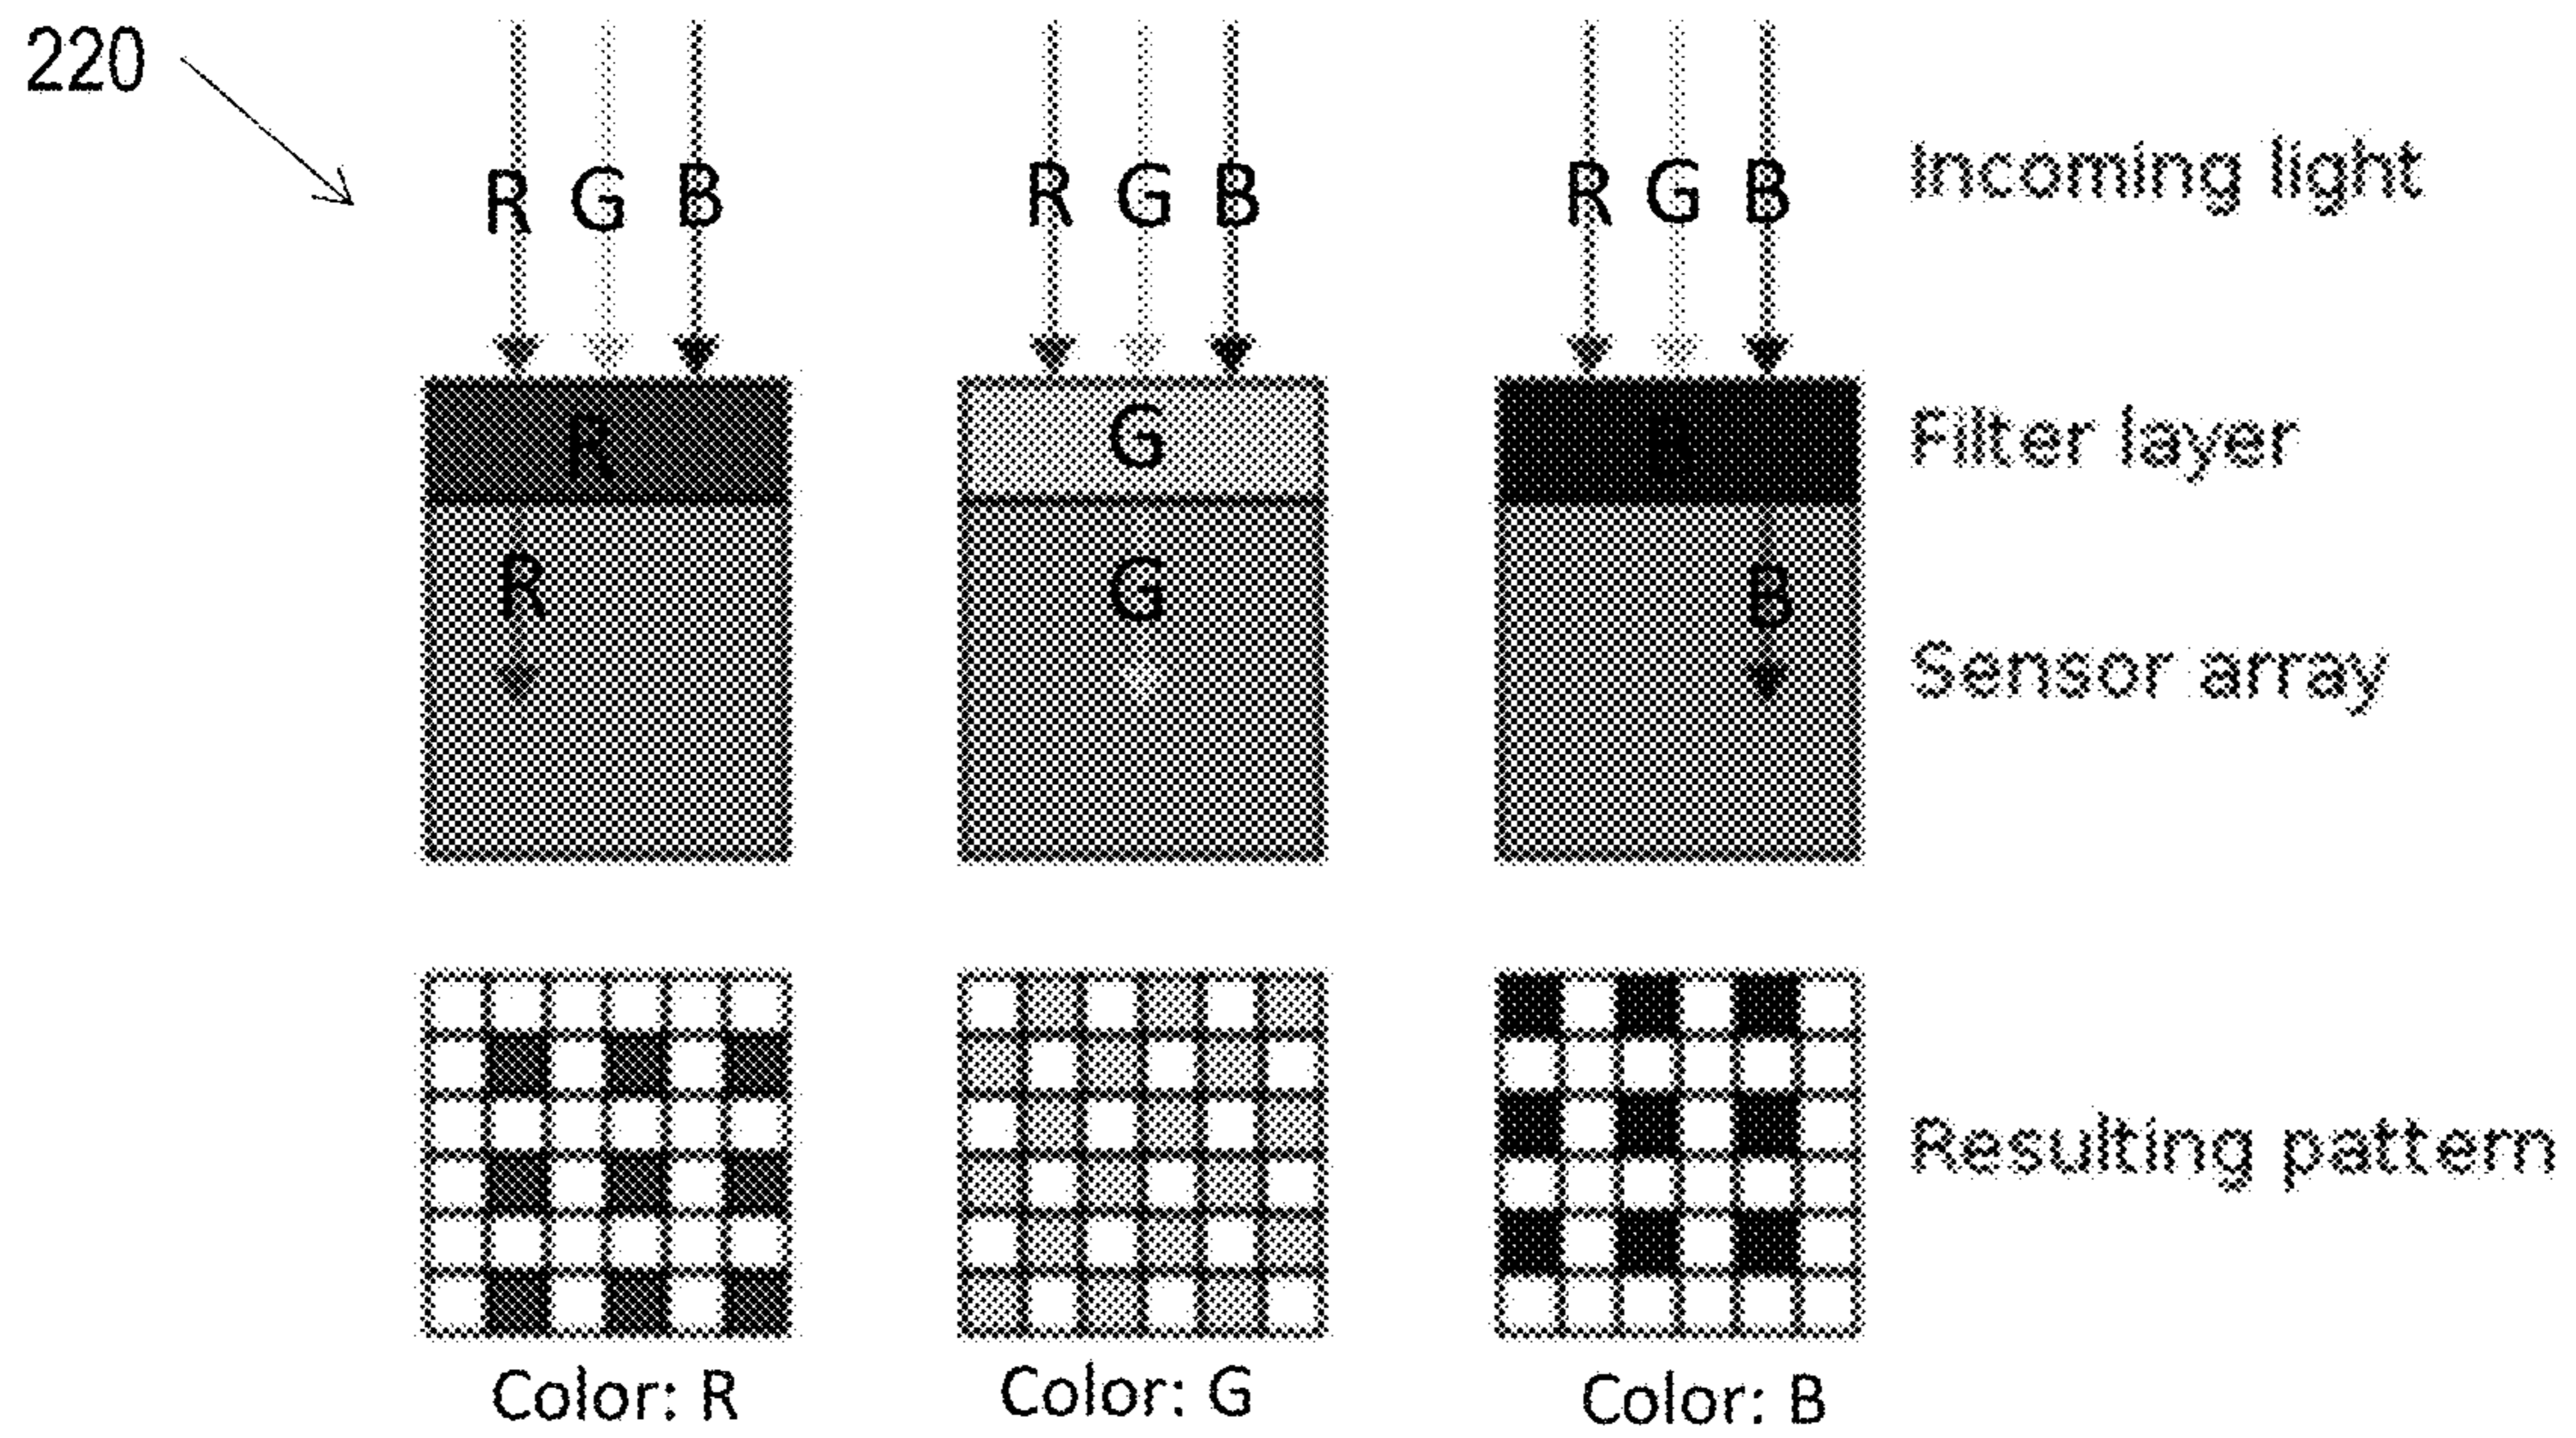 220
R G B
R G B
R G B
Incoming light
R
G
B
Filter layer
R
G
B
Sensor array
Resulting pattern
Color: R
Color: G
Color: B